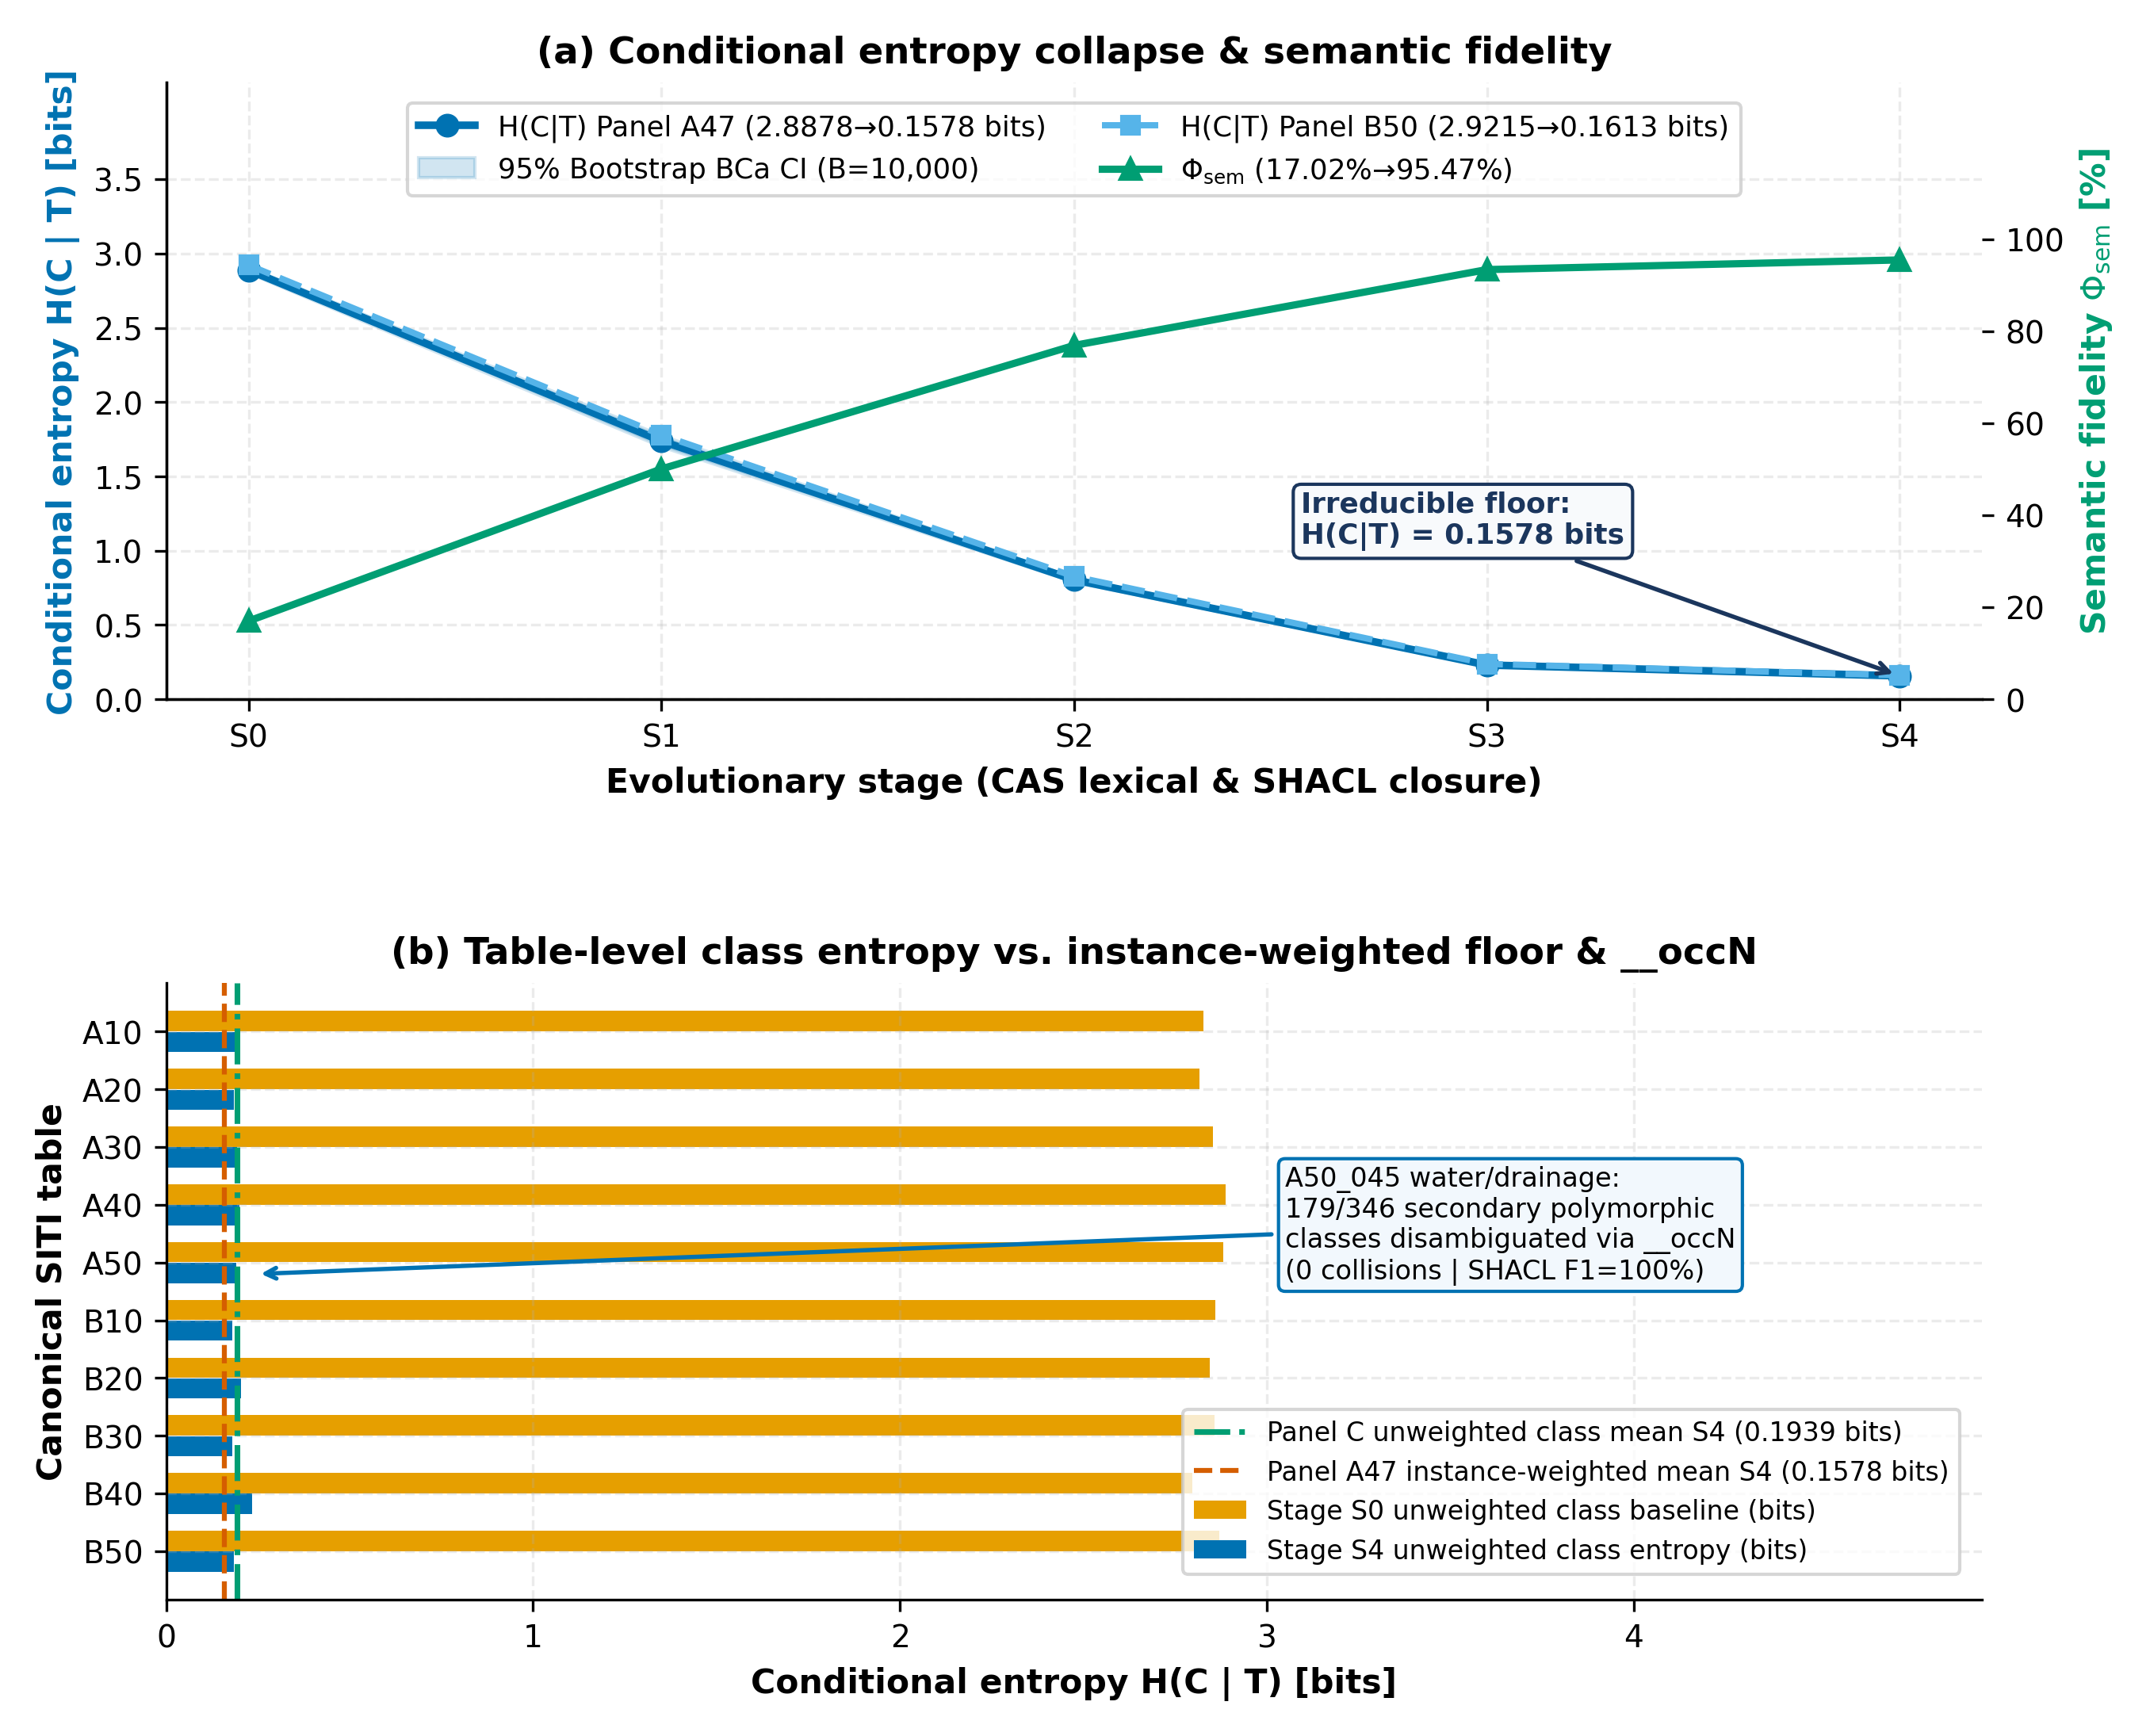 (a) Conditional entropy collapse & semantic fidelity
H(C|T) Panel A47 (2.8878→0.1578 bits)
95% Bootstrap BCa CI (B=10,000)
H(C|T) Panel B50 (2.9215→0.1613 bits)
Φsem (17.02%→95.47%)
Conditional entropy H(C | T) [bits]
3.5
3.0
2.5
2.0
1.5
1.0
0.5
0.0
Irreducible floor:
H(C|T) = 0.1578 bits
100
80
60
40
20
0
Semantic fidelity Φsem [%]
S0
S1
S2
S3
S4
Evolutionary stage (CAS lexical & SHACL closure)
(b) Table-level class entropy vs. instance-weighted floor & __occN
Canonical SITI table
A10
A20
A30
A40
A50
B10
B20
B30
B40
B50
A50_045 water/drainage:
179/346 secondary polymorphic
classes disambiguated via __occN
(0 collisions | SHACL F1=100%)
Panel C unweighted class mean S4 (0.1939 bits)
Panel A47 instance-weighted mean S4 (0.1578 bits)
Stage S0 unweighted class baseline (bits)
Stage S4 unweighted class entropy (bits)
0
1
2
3
4
Conditional entropy H(C | T) [bits]